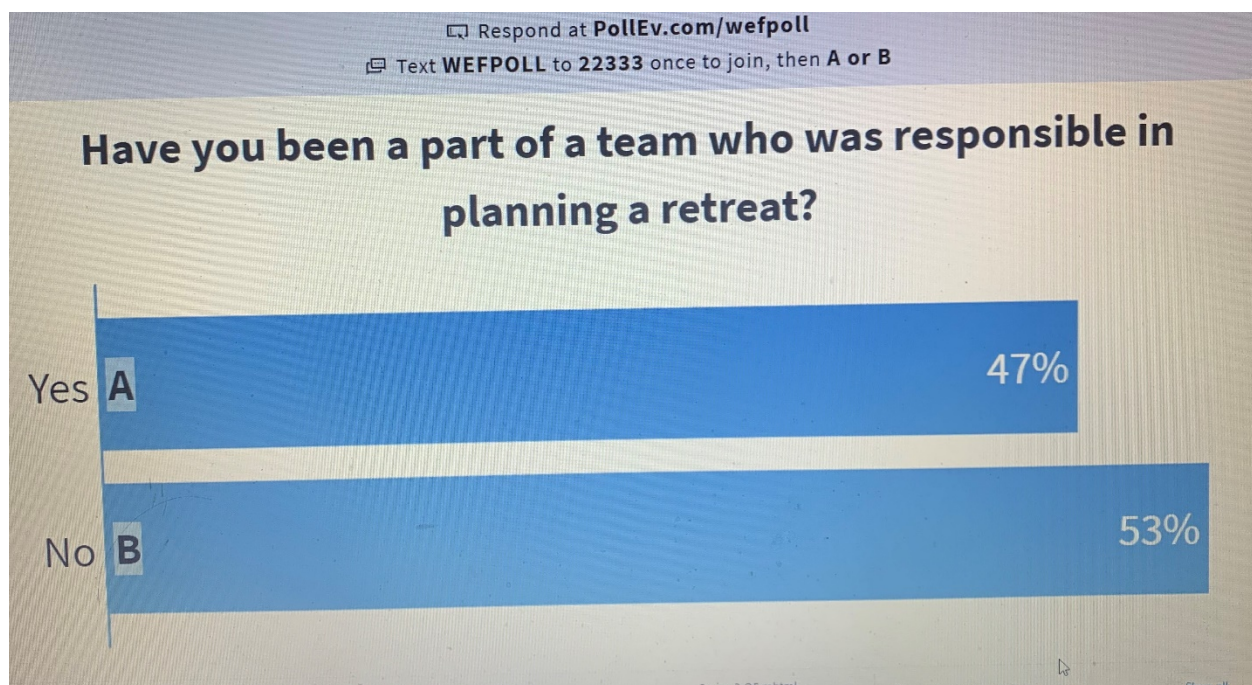 Respond at PollEv.com/wefpoll
Text WEFPOLL to 22333 once to join, then A or B
Have you been a part of a team who was responsible in
planning a retreat?
Yes A 47%
No B 53%